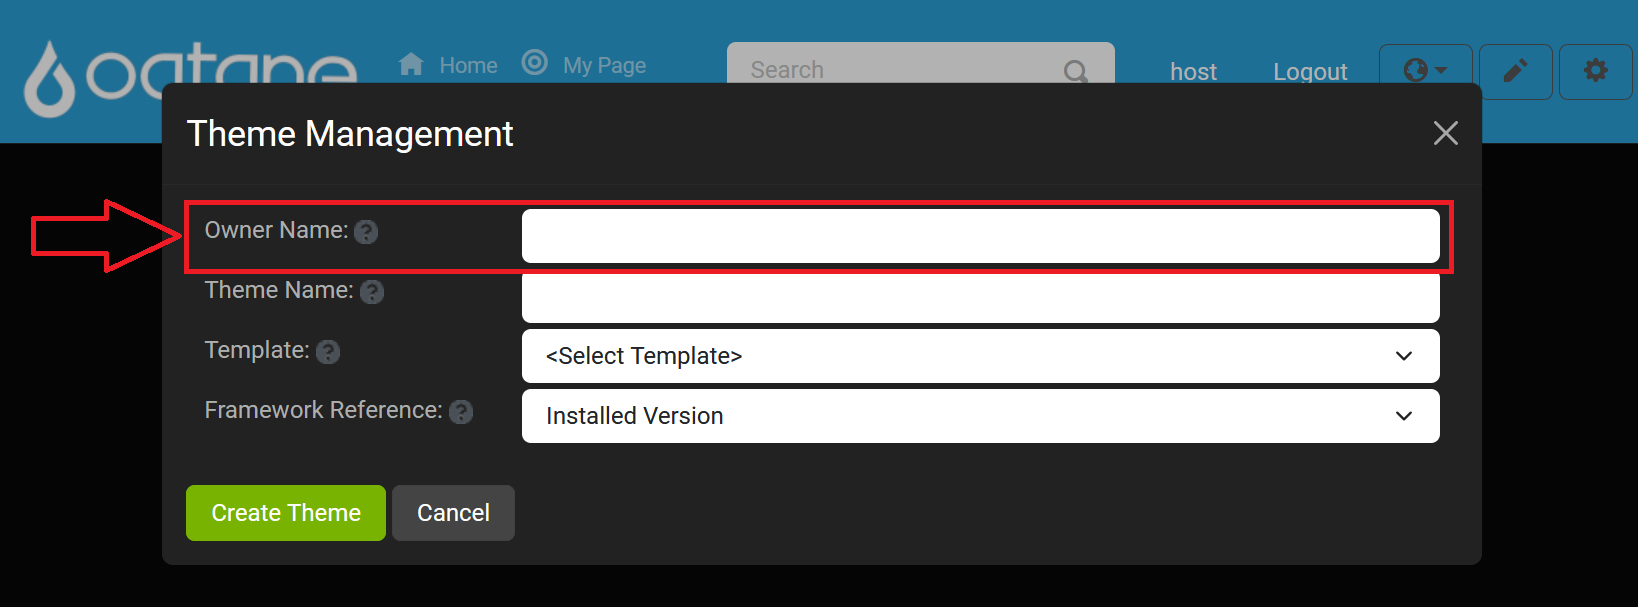 oqtane
Home
My Page
Search
host
Logout
Theme Management
Owner Name: ?
Theme Name: ?
Template: ?
<Select Template>
Framework Reference: ?
Installed Version
Create Theme
Cancel